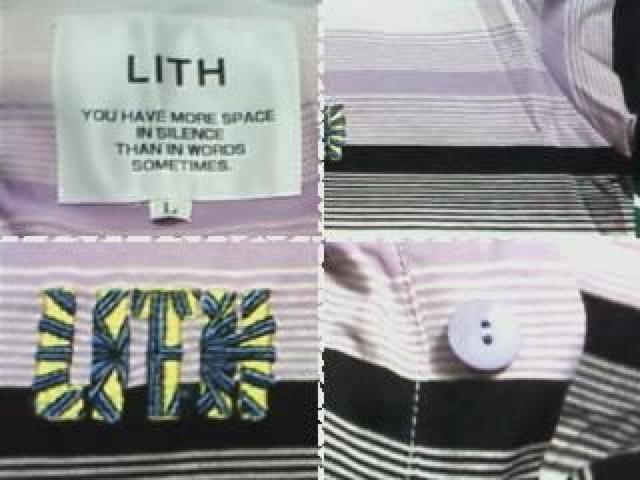 LITH
YOU HAVE MORE SPACE
IN SILENCE
THAN IN WORDS
SOMETIMES.
L
LITH